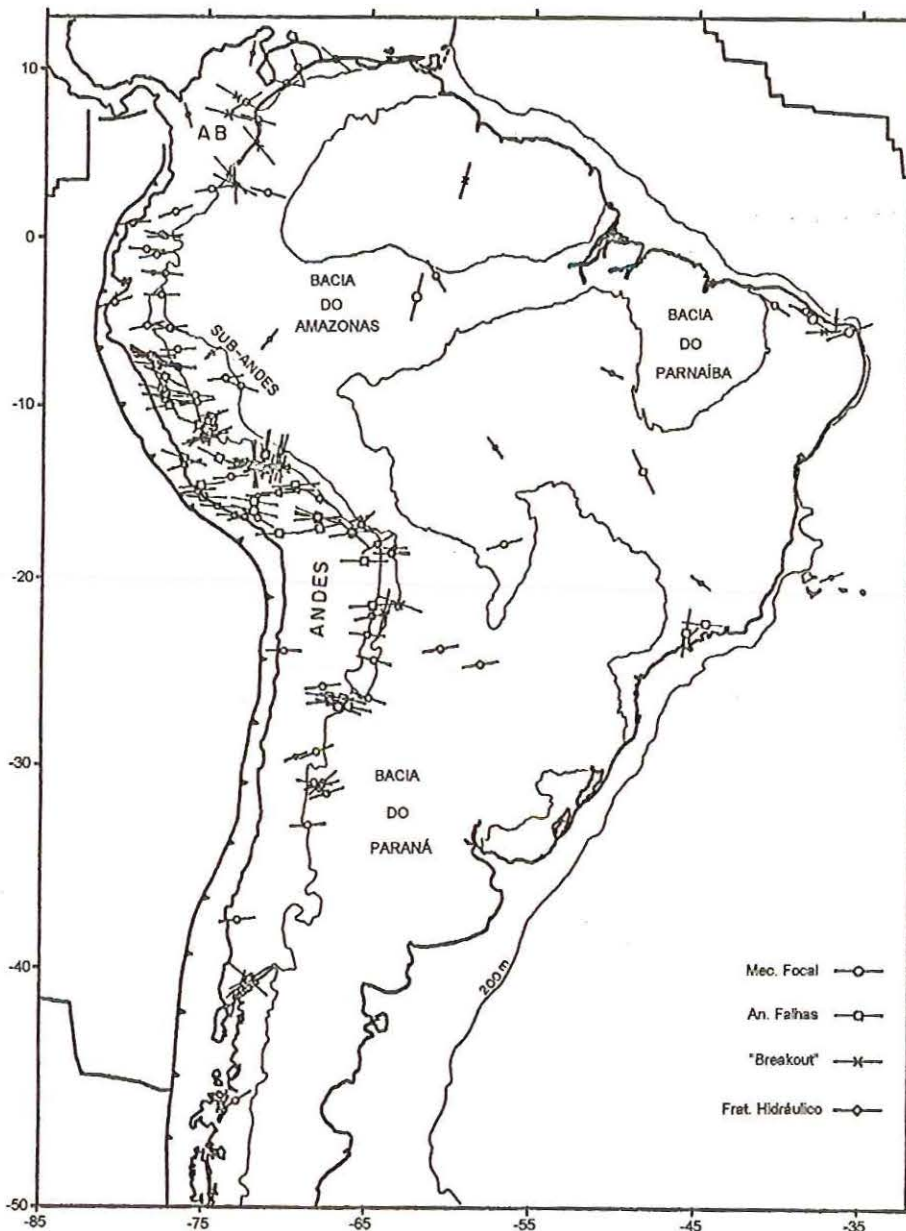 10
0
-10
-20
-30
-40
-50
-85
-75
-65
-55
-45
-35
AB
BACIA
DO
AMAZONAS
BACIA
DO
PARNAÍBA
SUB-ANDES
ANDES
BACIA
DO
PARANÁ
200 m
Mec. Focal
An. Falhas
"Breakout"
Frat. Hidráulico